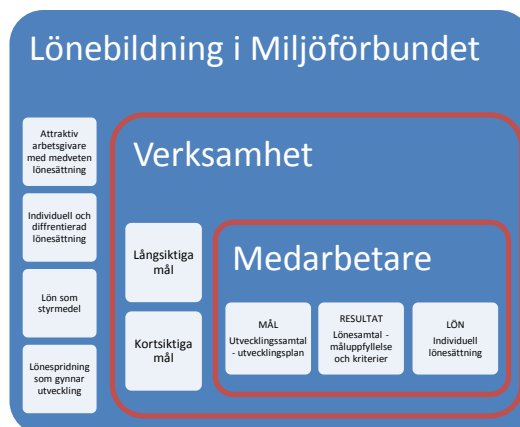 Lönebildning i Miljöförbundet
Attraktiv
arbetsgivare
med medveten
lönesättning
Individuell och
diffrentierad
lönesättning
Lön som
styrmedel
Lönespridning
som gynnar
utveckling
Verksamhet
Långsiktiga
mål
Kortsiktiga
mål
Medarbetare
MÅL
Utvecklingssamtal
- utvecklingsplan
RESULTAT
Lönesamtal -
måluppfyllelse
och kriterier
LÖN
Individuell
lönesättning